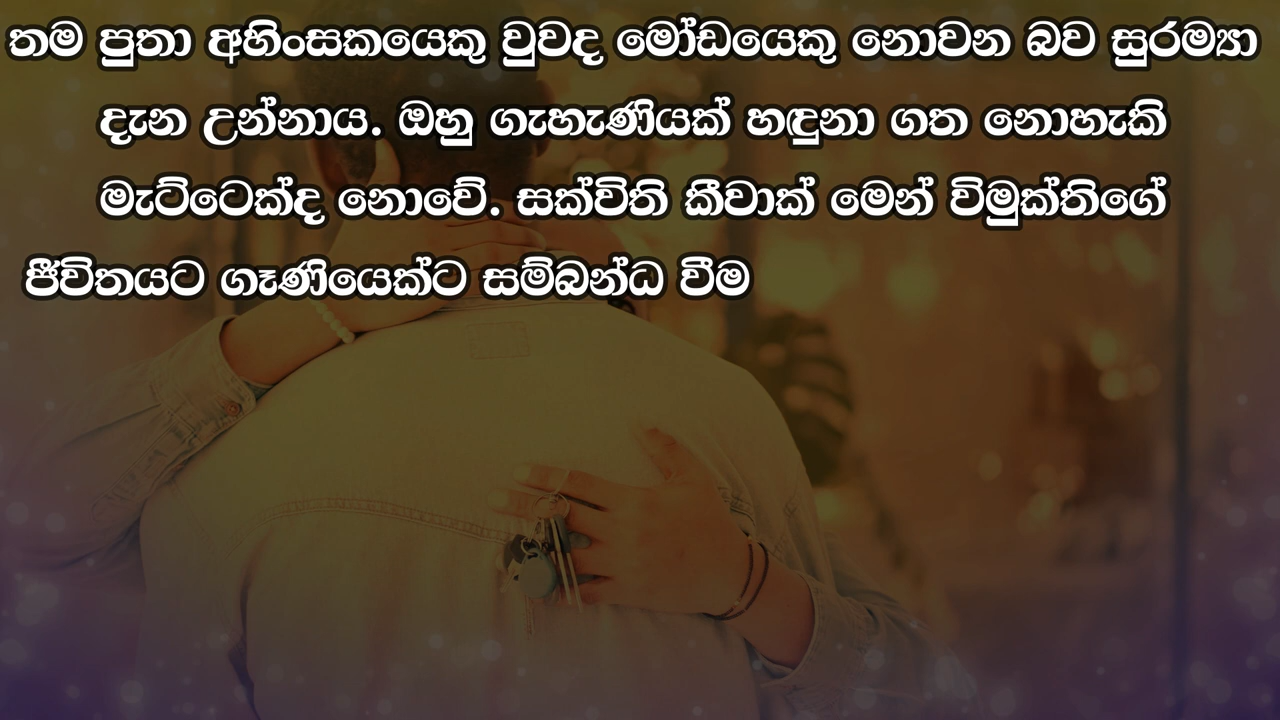 තම පුතා අහිංසකයෙකු වුවද මෝඩයෙකු නොවන බව සුරම්‍යා
දැන උන්නාය. ඔහු ගැහැණියක් හඳුනා ගත නොහැකි
මැට්ටෙක්ද නොවේ. සක්විති කීවාක් මෙන් විමුක්තිගේ
ජීවිතයට ගෑණියෙක්ට සම්බන්ධ වීම